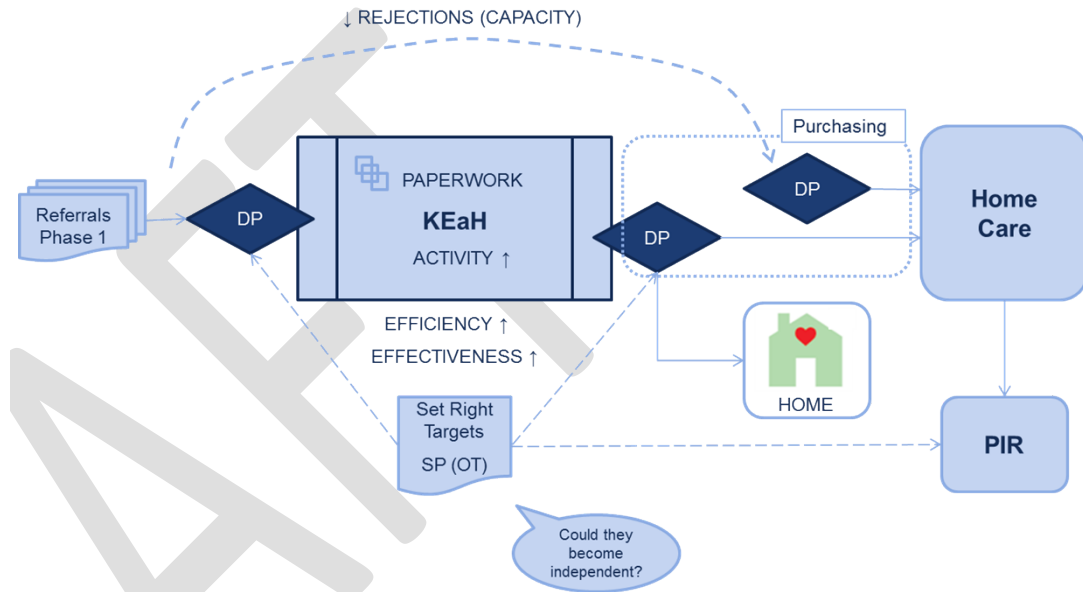 ↓ REJECTIONS (CAPACITY)
Purchasing
Referrals
Phase 1
DP
PAPERWORK
KEaH
ACTIVITY ↑
DP
DP
Home
Care
EFFICIENCY ↑
EFFECTIVENESS ↑
HOME
Set Right
Targets
SP (OT)
PIR
Could they
become
independent?
DRAFT